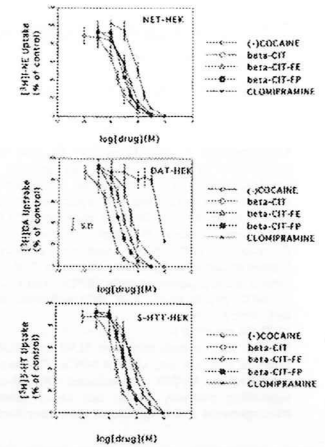 NET-HEK
[³H]l-NE Uptake
(% of control)
log[drug](M)
(-)COCAINE
beta-CIT
beta-CIT-FE
beta-CIT-FP
CLOMIPRAMINE
DAT-HEK
[³H]DA Uptake
(% of control)
S.D
log[drug](M)
(-)COCAINE
beta-CIT
beta-CIT-FE
beta-CIT-FP
CLOMIPRAMINE
5-HTT-HEK
[³H]5-HT Uptake
(% of control)
log[drug](M)
(-)COCAINE
beta-CIT
beta-CIT-FE
beta-CIT-FP
CLOMIPRAMINE